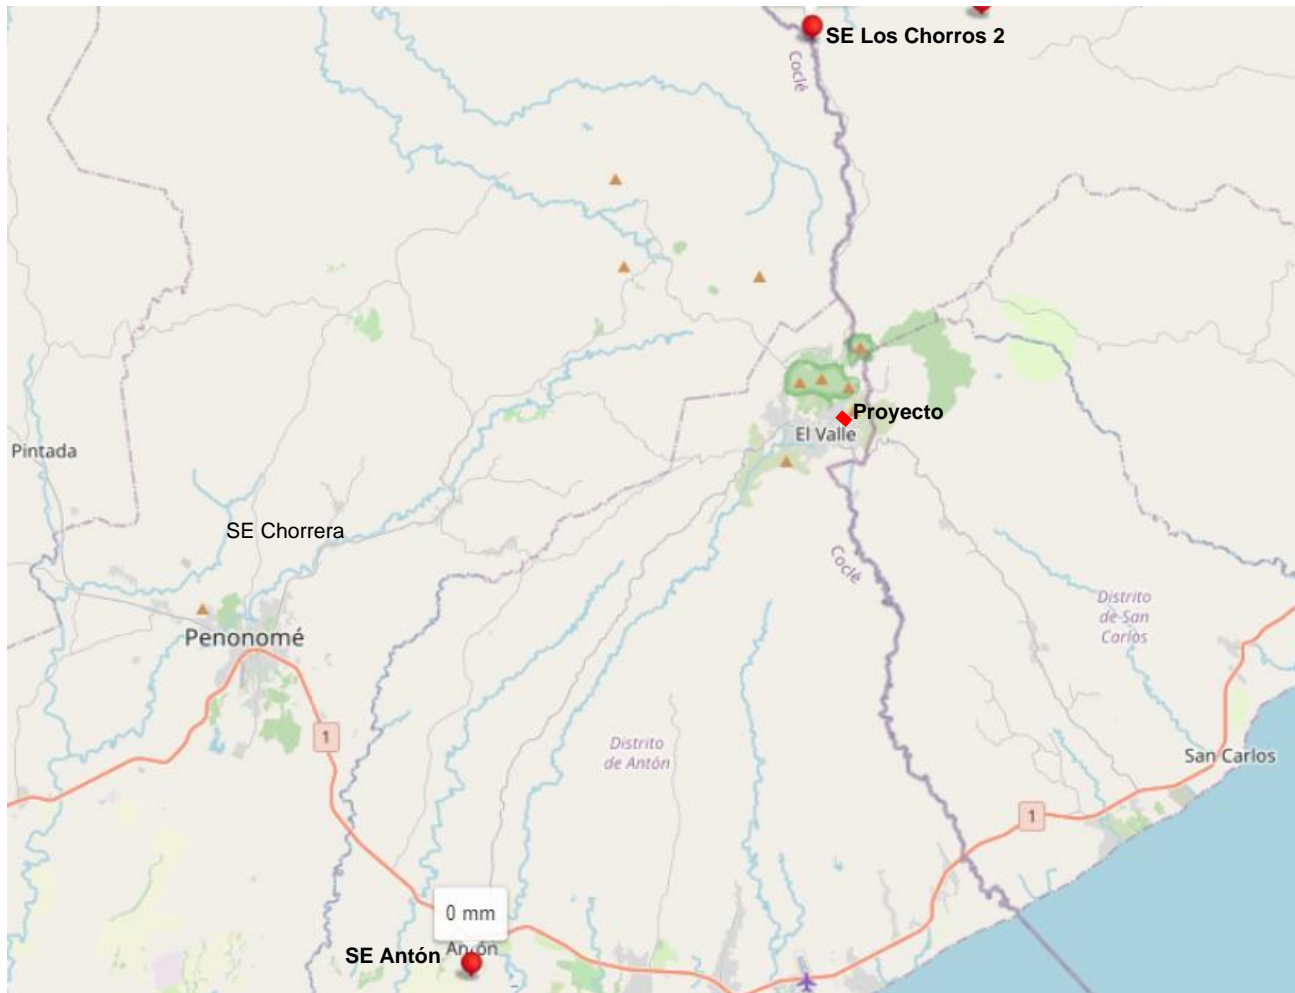 SE Los Chorros 2
Coclé
Proyecto
El Valle
Pintada
SE Chorrera
Coclé
Distrito
de San
Carlos
Penonomé
1
Distrito
de Antón
San Carlos
1
0 mm
SE Antón
Antón